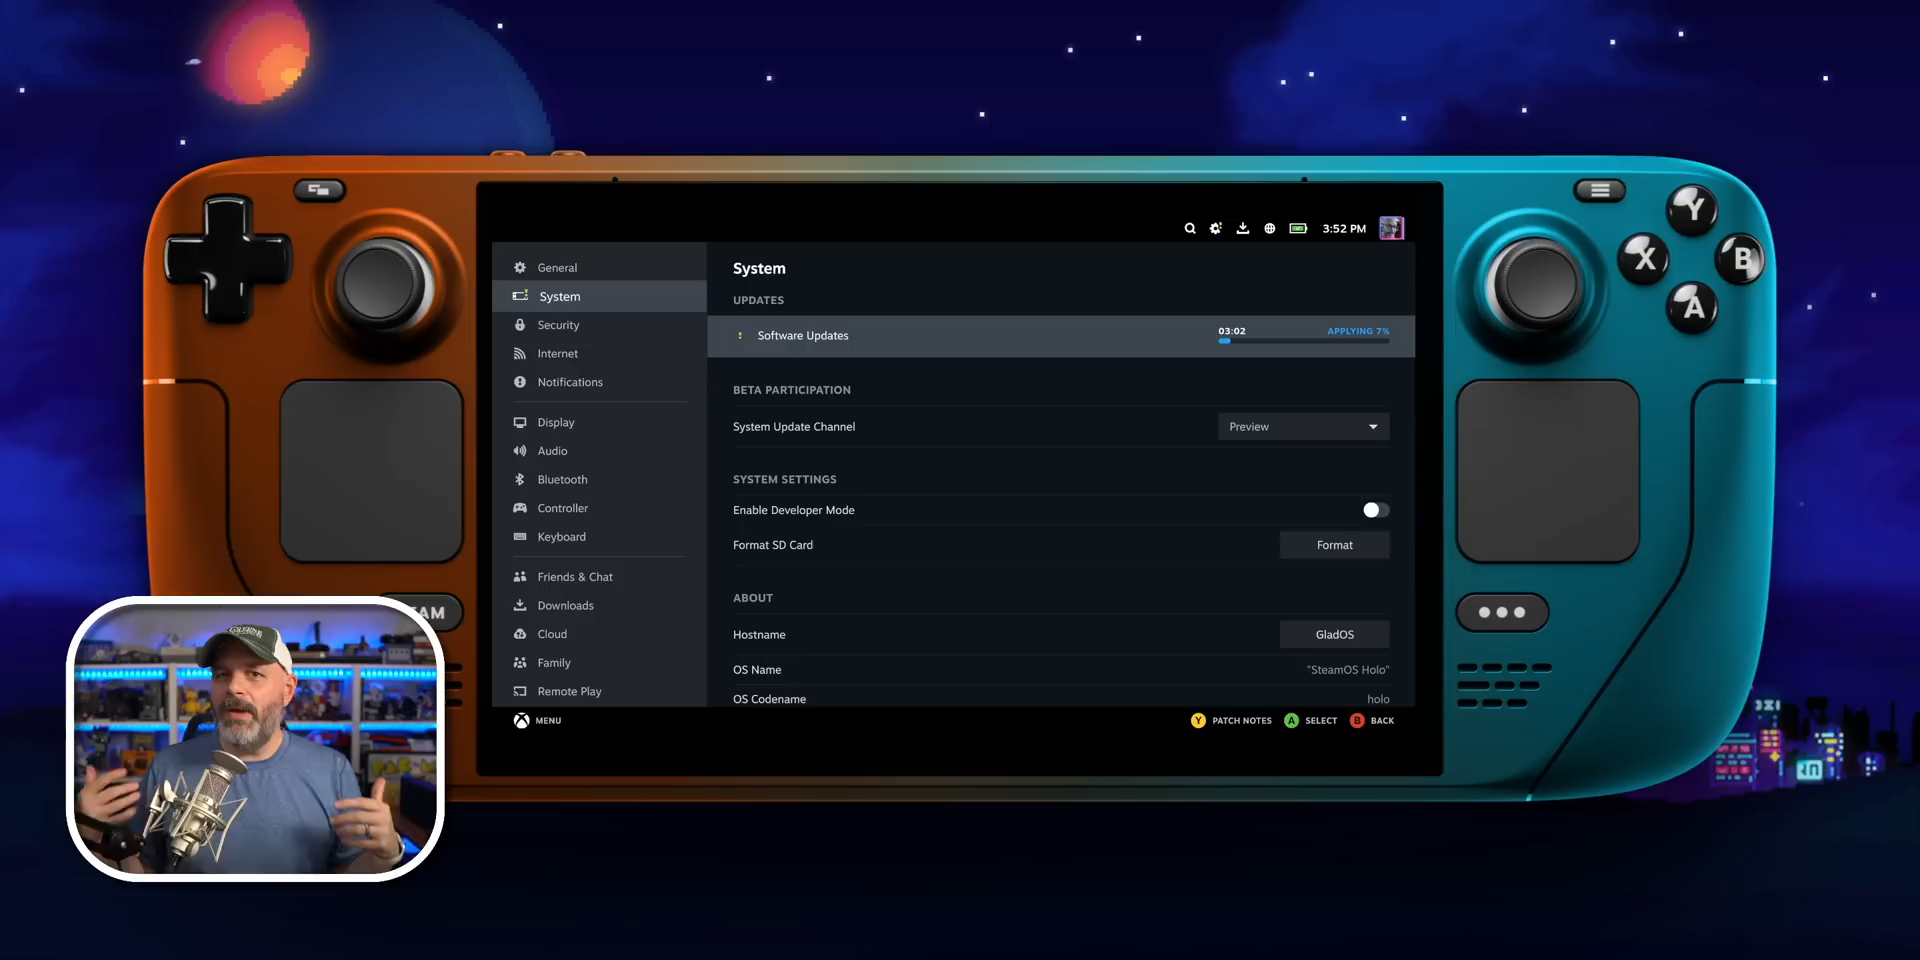 3:52 PM
General
System
Security
Internet
Notifications
Display
Audio
Bluetooth
Controller
Keyboard
Friends & Chat
Downloads
Cloud
Family
Remote Play
System
UPDATES
Software Updates
03:02 APPLYING 7%
BETA PARTICIPATION
System Update Channel Preview
SYSTEM SETTINGS
Enable Developer Mode
Format SD Card Format
ABOUT
Hostname GladOS
OS Name "SteamOS Holo"
OS Codename holo
MENU
Y PATCH NOTES A SELECT B BACK
Y
X
B
A
AM